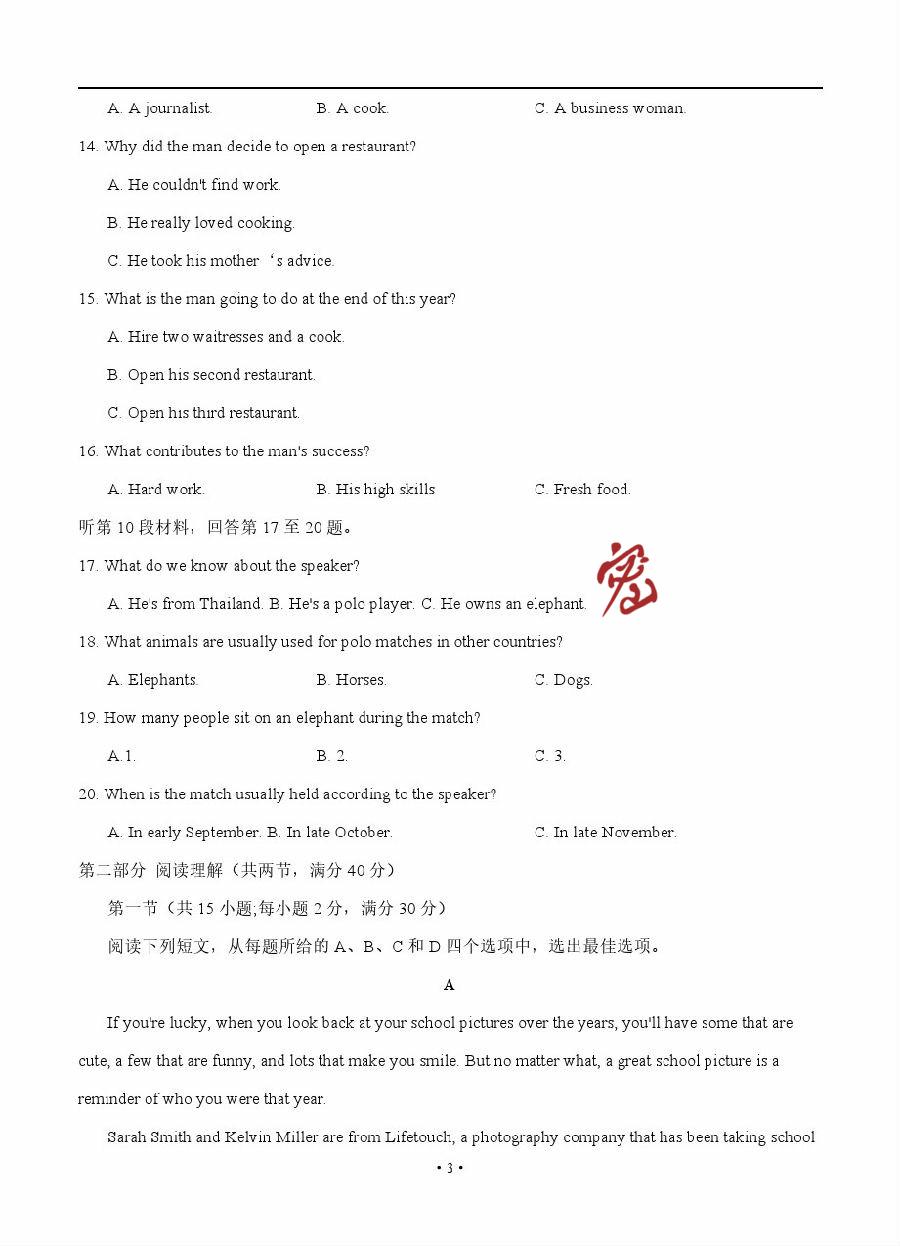 A. A journalist. B. A cook. C. A business woman.
14. Why did the man decide to open a restaurant?
A. He couldn't find work.
B. He really loved cooking.
C. He took his mother‘s advice.
15. What is the man going to do at the end of this year?
A. Hire two waitresses and a cook.
B. Open his second restaurant.
C. Open his third restaurant.
16. What contributes to the man's success?
A. Hard work. B. His high skills C. Fresh food.
听第 10 段材料，回答第 17 至 20 题。
17. What do we know about the speaker?
A. He's from Thailand. B. He's a polo player. C. He owns an elephant.
密
18. What animals are usually used for polo matches in other countries?
A. Elephants. B. Horses. C. Dogs.
19. How many people sit on an elephant during the match?
A.1. B. 2. C. 3.
20. When is the match usually held according to the speaker?
A. In early September. B. In late October. C. In late November.
第二部分 阅读理解（共两节，满分 40 分）
第一节（共 15 小题;每小题 2 分，满分 30 分）
阅读下列短文，从每题所给的 A、B、C 和 D 四个选项中，选出最佳选项。
A
If you're lucky, when you look back at your school pictures over the years, you'll have some that are
cute, a few that are funny, and lots that make you smile. But no matter what, a great school picture is a
reminder of who you were that year.
Sarah Smith and Kelvin Miller are from Lifetouch, a photography company that has been taking school
• 3 •